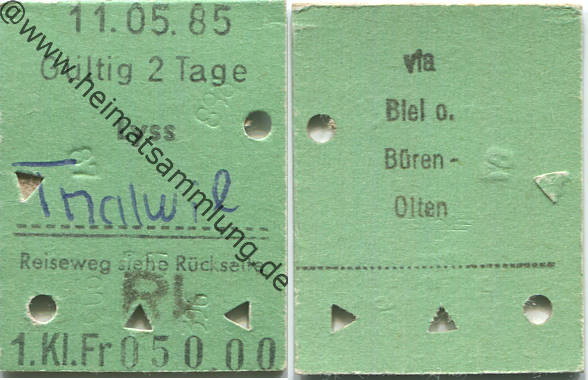 11.05.85
Gültig 2 Tage
Lyss
Thalwil
Reiseweg siehe Rückseite
Rt
1.Kl.Fr 050.00
@www.heimatsammlung.de
via
Biel o.
Büren-
Olten